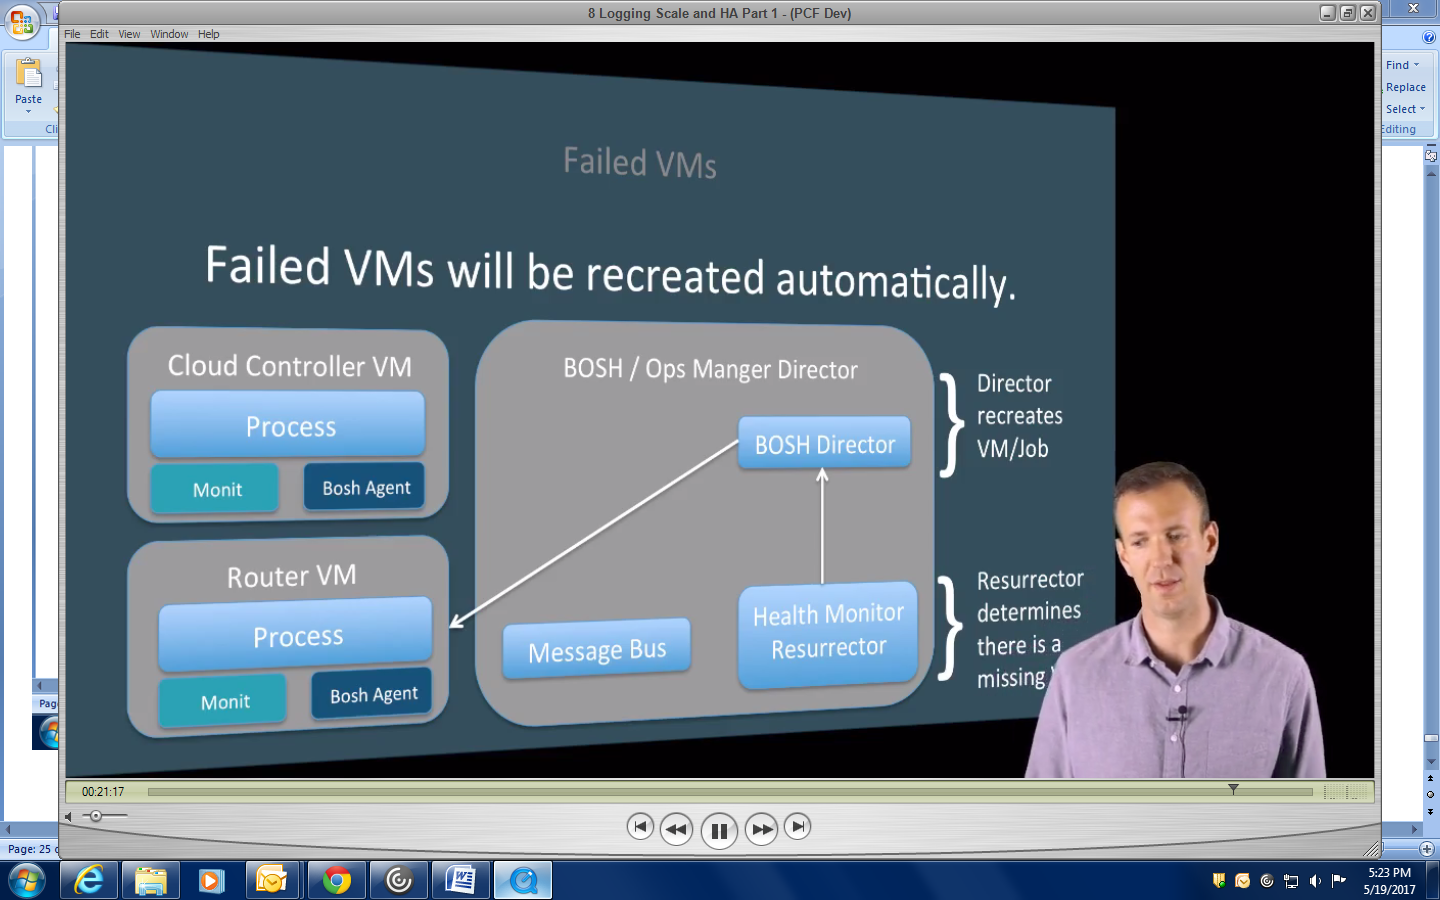 8 Logging Scale and HA Part 1 - (PCF Dev)
File Edit View Window Help
Paste
Find
Replace
Select
Editing
Failed VMs
Failed VMs will be recreated automatically.
Cloud Controller VM
Process
Monit
Bosh Agent
Router VM
Process
Monit
Bosh Agent
BOSH / Ops Manger Director
BOSH Director
Message Bus
Health Monitor
Resurrector
Director
recreates
VM/Job
Resurrector
determines
there is a
missing
00:21:17
Page: 25
5:23 PM
5/19/2017